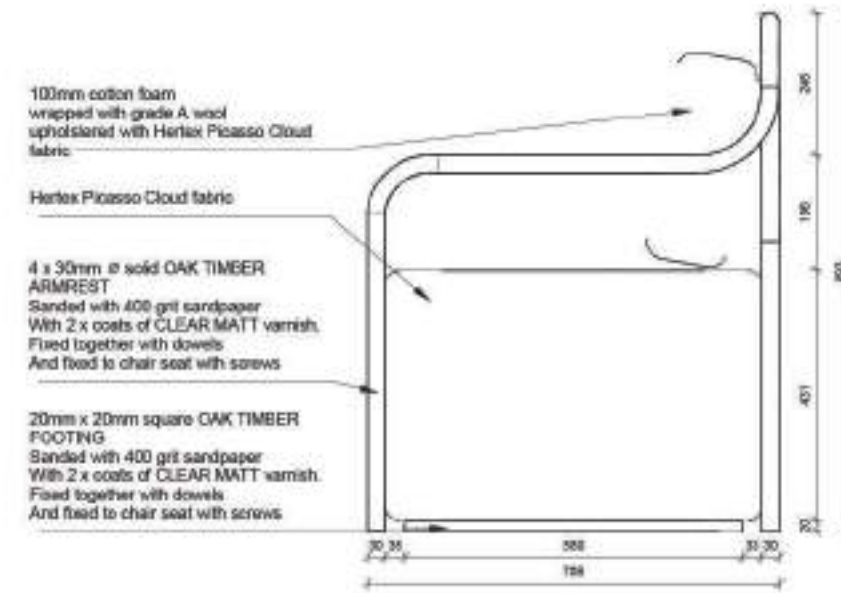 100mm cotton foam
wrapped with grade A wool
upholstered with Hertex Picasso Cloud
fabric
Hertex Picasso Cloud fabric
4 x 30mm Ø solid OAK TIMBER
ARMREST
Sanded with 400 grit sandpaper
With 2 x coats of CLEAR MATT varnish.
Fixed together with dowels
And fixed to chair seat with screws
20mm x 20mm square OAK TIMBER
FOOTING
Sanded with 400 grit sandpaper
With 2 x coats of CLEAR MATT varnish.
Fixed together with dowels
And fixed to chair seat with screws
20
30
30